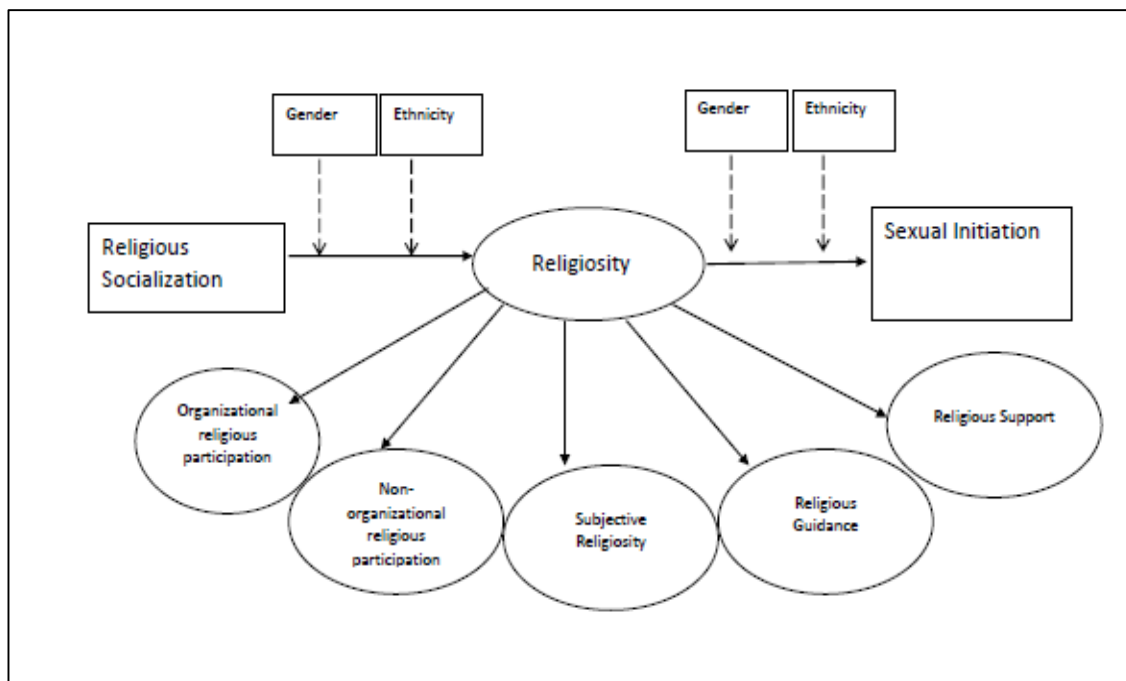 Gender
Ethnicity
Gender
Ethnicity
Religious
Socialization
Religiosity
Sexual Initiation
Organizational
religious
participation
Non-
organizational
religious
participation
Subjective
Religiosity
Religious
Guidance
Religious Support